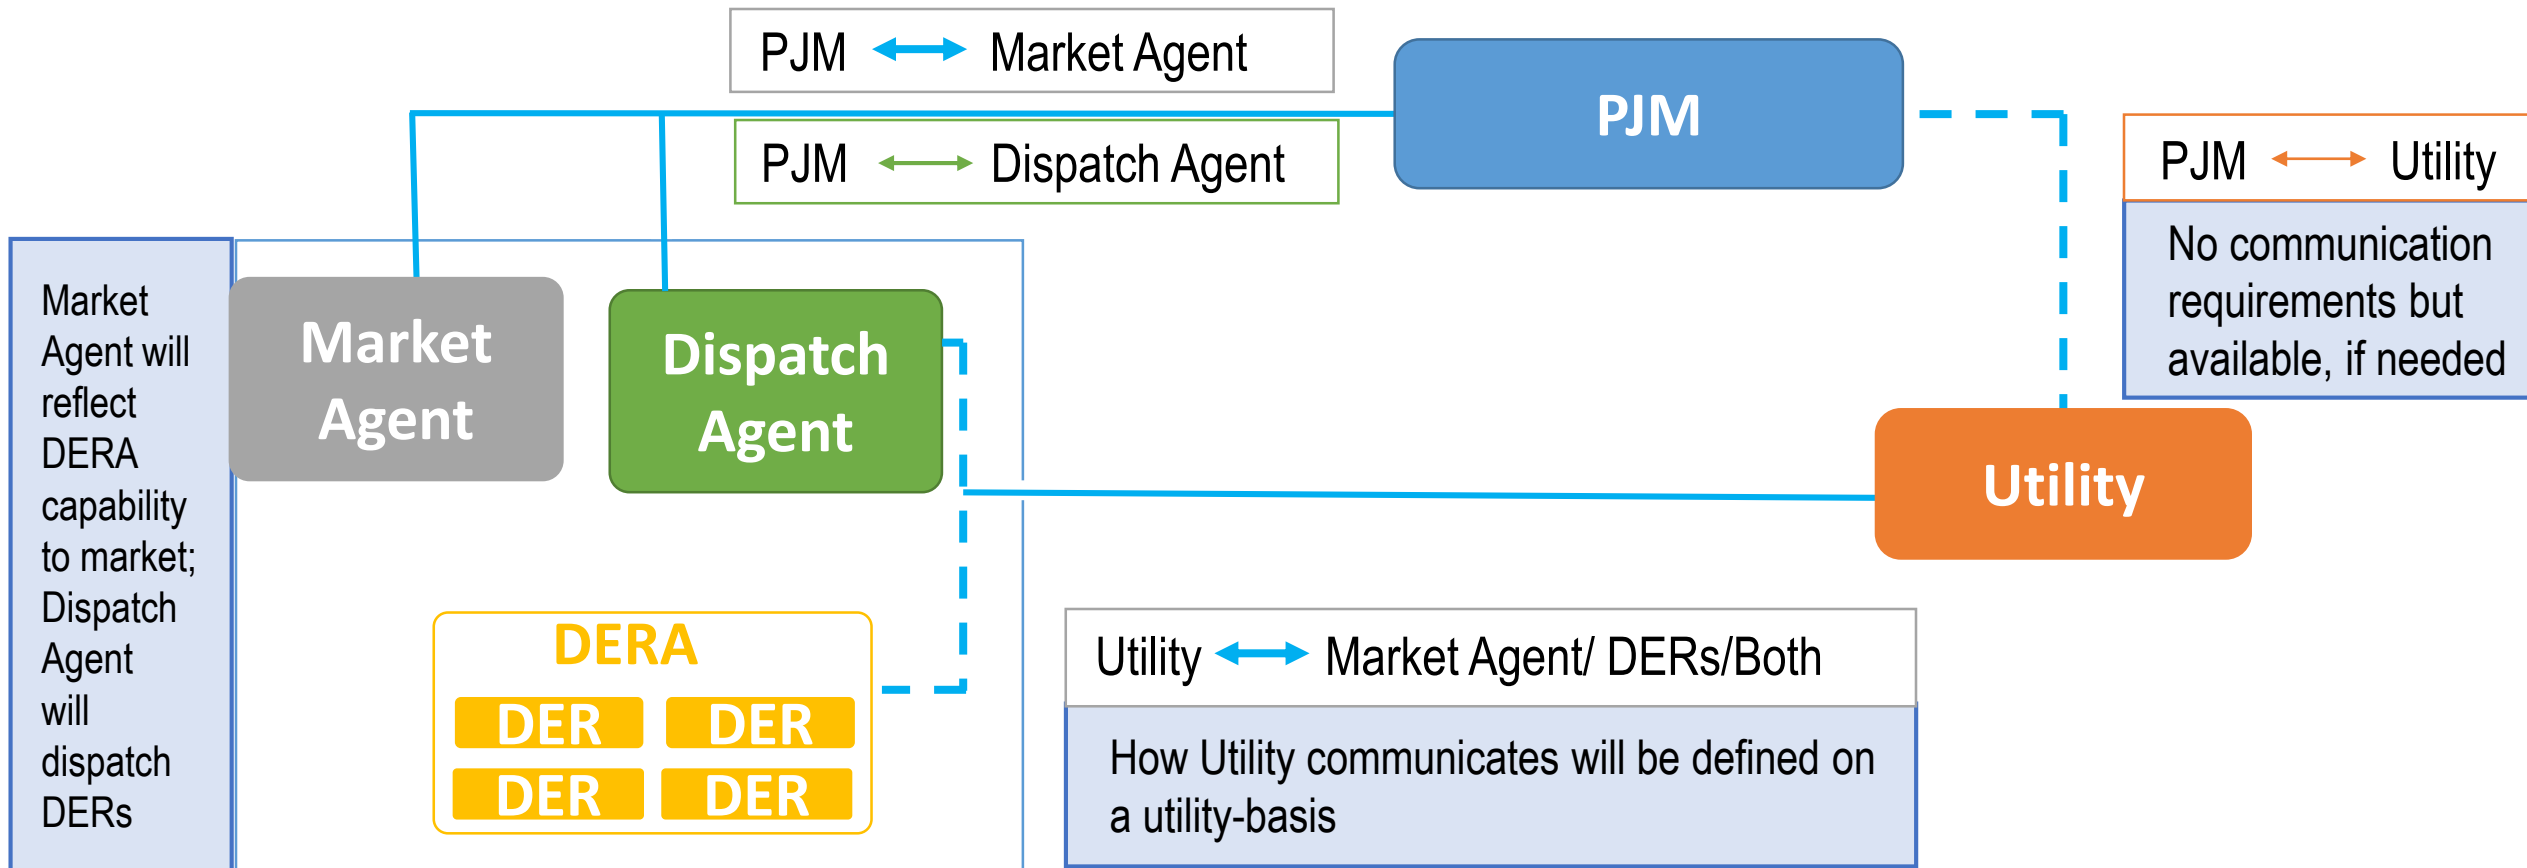 PJM Market Agent
PJM
PJM Dispatch Agent
PJM Utility
No communication
requirements but
available, if needed
Market
Agent will
reflect
DERA
capability
to market;
Dispatch
Agent
will
dispatch
DERs
Market
Agent
Dispatch
Agent
Utility
DERA
DER DER
DER DER
Utility Market Agent/ DERs/Both
How Utility communicates will be defined on
a utility-basis